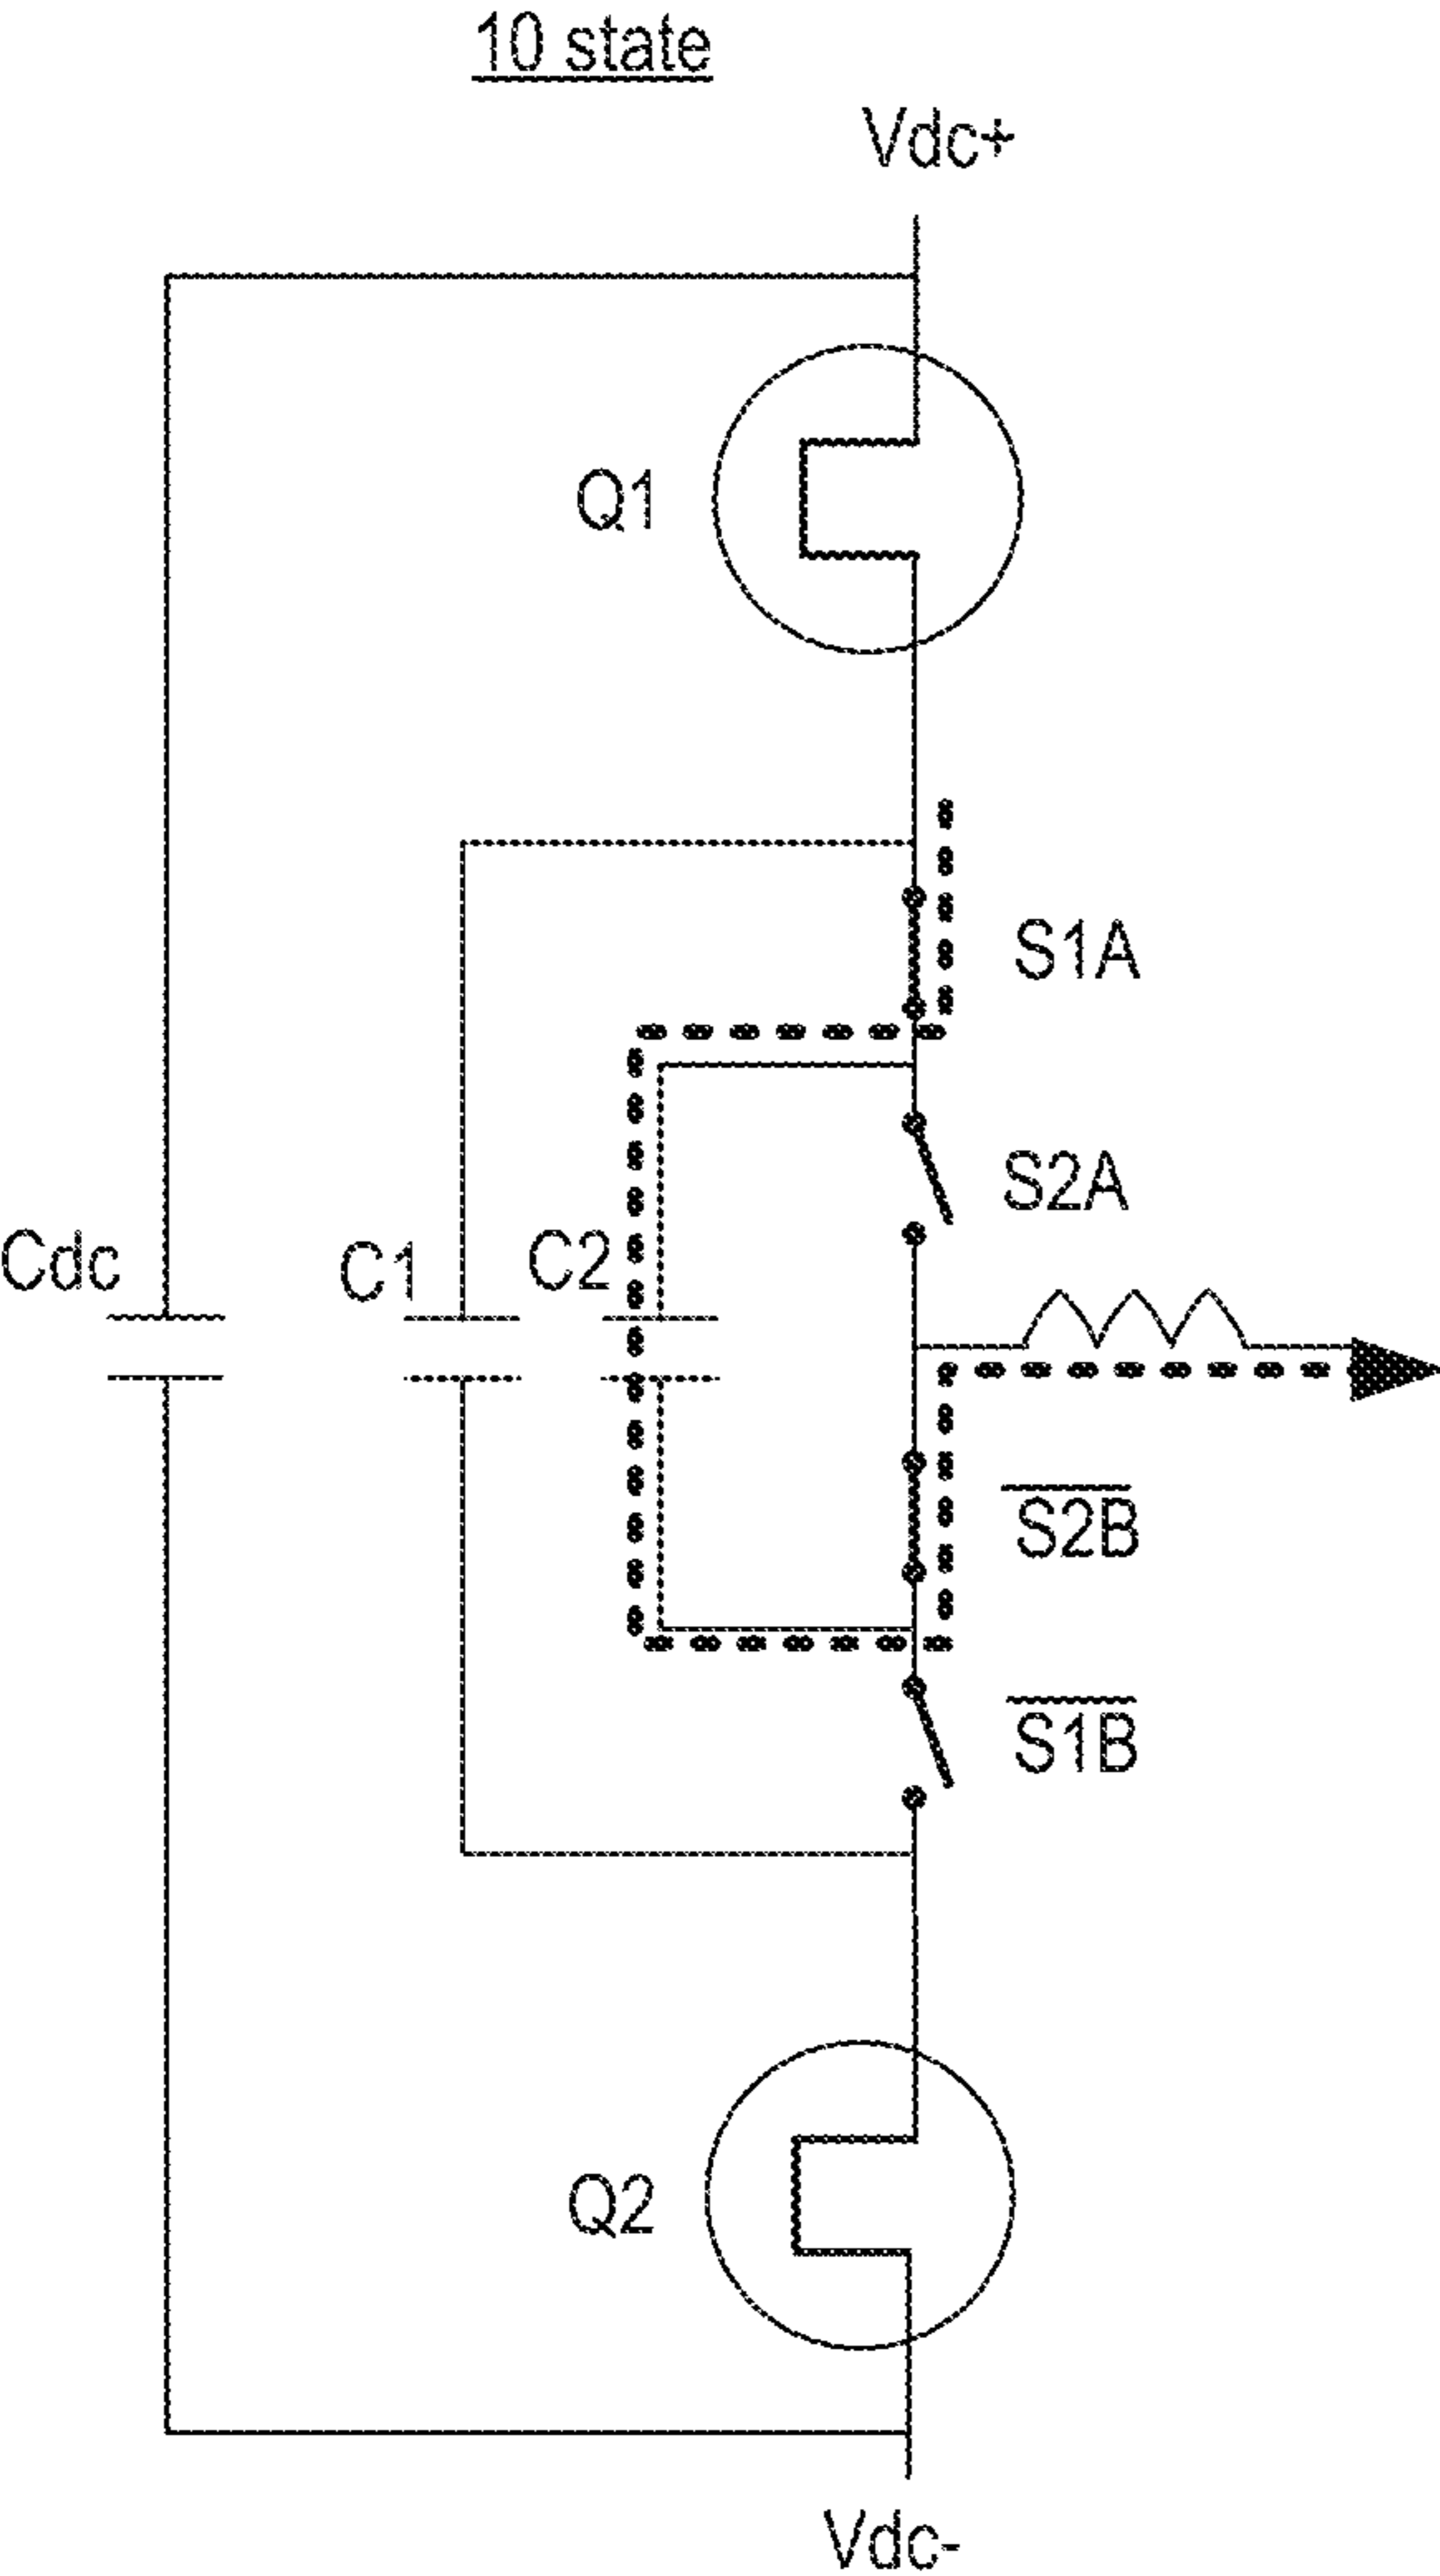 10 state
Vdc+
Q1
S1A
S2A
Cdc
C1
C2
S2B
S1B
Q2
Vdc-